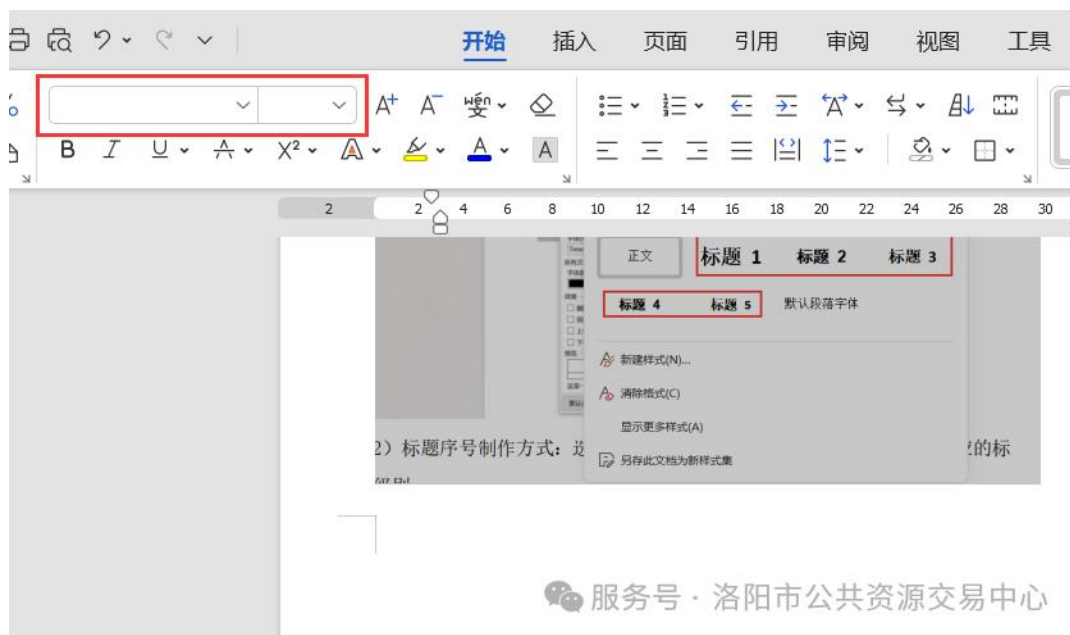 开始 插入 页面 引用 审阅 视图 工具
A+ A- wén 变
B I U A X² A A A
2 2 4 6 8 10 12 14 16 18 20 22 24 26 28 30
正文 标题 1 标题 2 标题 3
标题 4 标题 5 默认段落字体
新建样式(N)...
清除格式(C)
显示更多样式(A)
2）标题序号制作方式：选 的标
另存此文档为新样式集
服务号 · 洛阳市公共资源交易中心